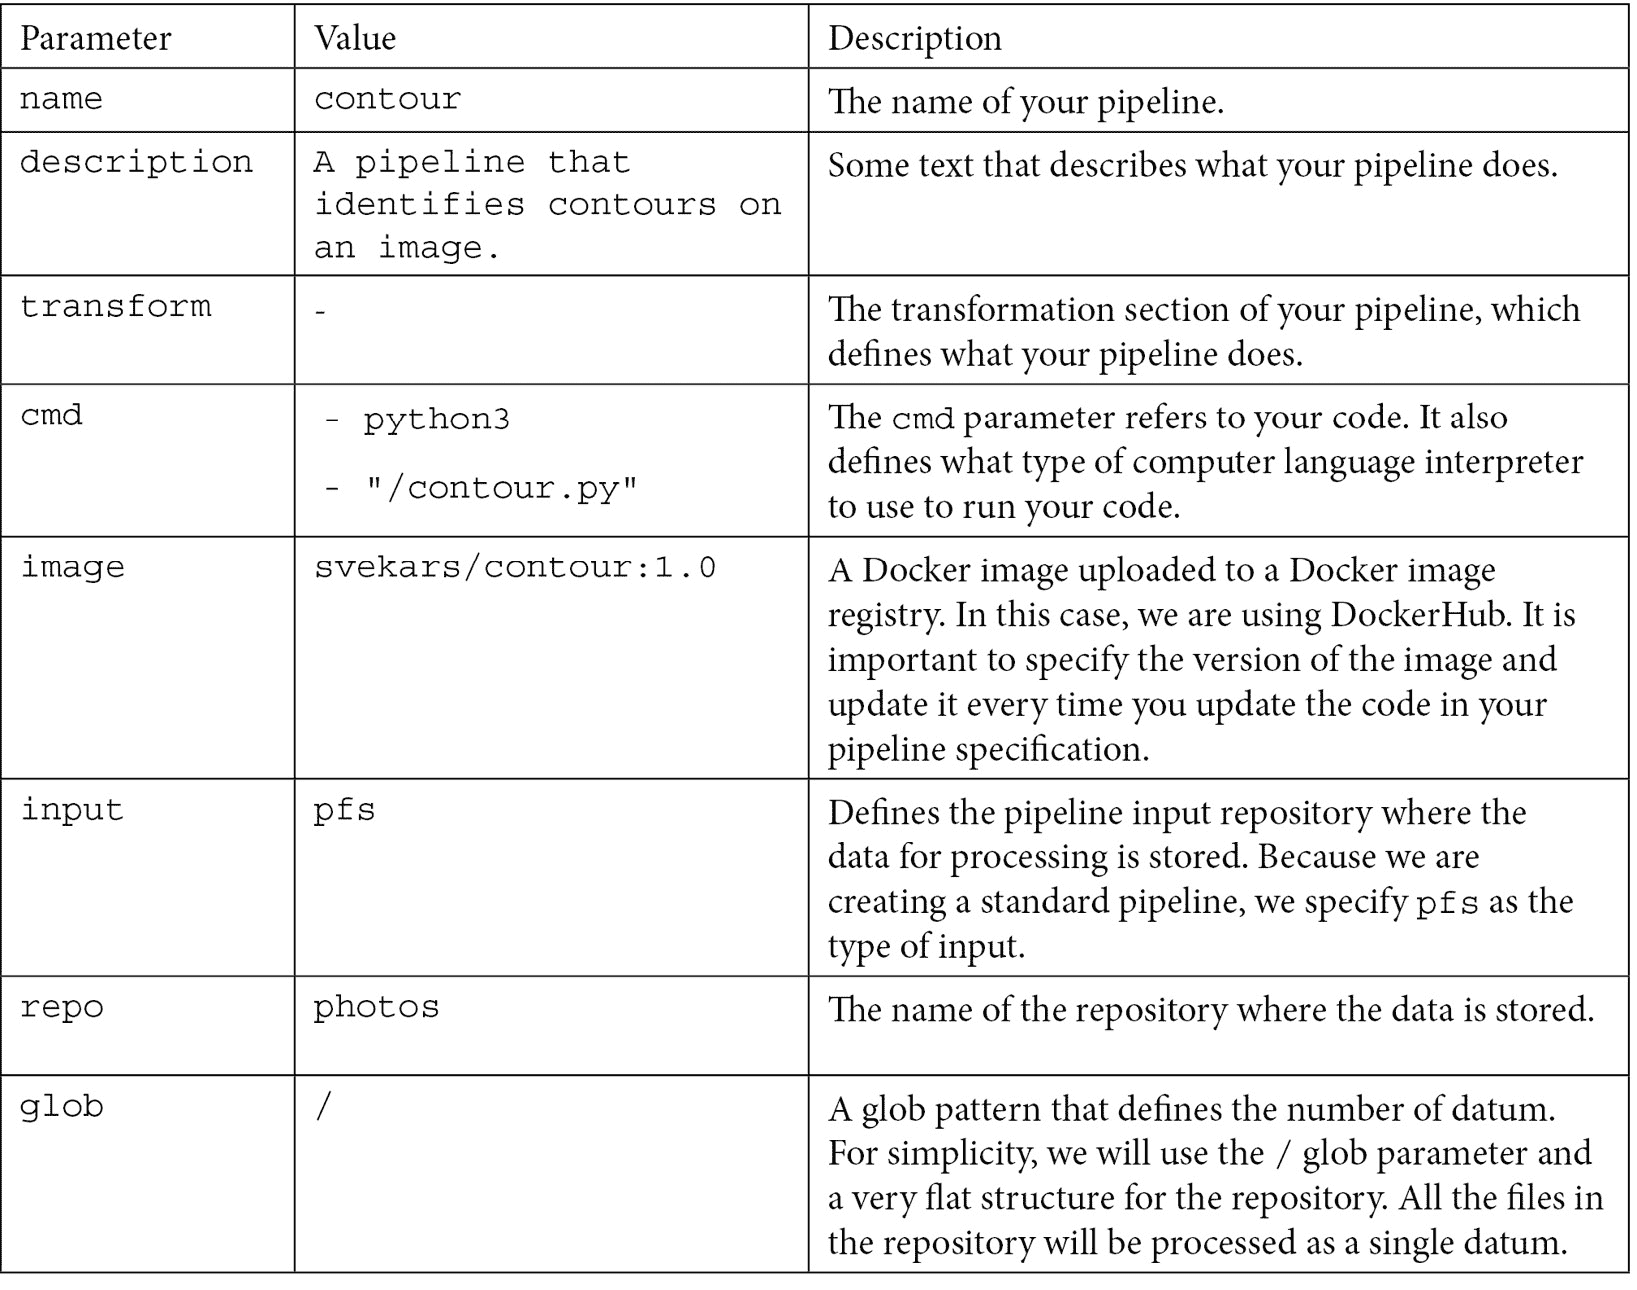 Parameter Value Description
name contour The name of your pipeline.
description A pipeline that identifies contours on an image. Some text that describes what your pipeline does.
transform - The transformation section of your pipeline, which
defines what your pipeline does.
cmd - python3
- "/contour.py"
The cmd parameter refers to your code. It also
defines what type of computer language interpreter
to use to run your code.
image svekars/contour:1.0 A Docker image uploaded to a Docker image
registry. In this case, we are using DockerHub. It is
important to specify the version of the image and
update it every time you update the code in your
pipeline specification.
input pfs Defines the pipeline input repository where the
data for processing is stored. Because we are
creating a standard pipeline, we specify pfs as the
type of input.
repo photos The name of the repository where the data is stored.
glob / A glob pattern that defines the number of datum.
For simplicity, we will use the / glob parameter and
a very flat structure for the repository. All the files in
the repository will be processed as a single datum.